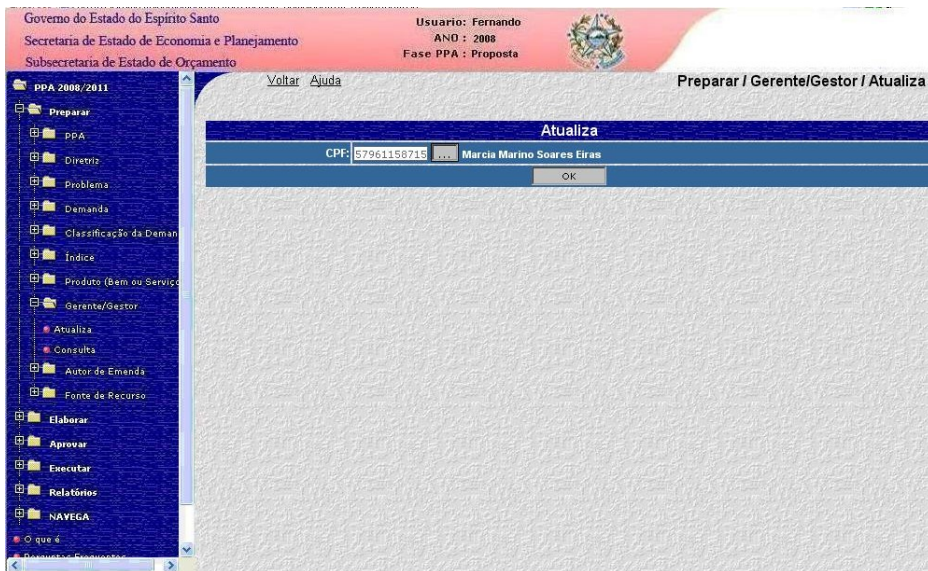 Governo do Estado do Espírito Santo
Secretaria de Estado de Economia e Planejamento
Subsecretaria de Estado de Orçamento
Usuario: Fernando
ANO : 2008
Fase PPA : Proposta
Voltar Ajuda
Preparar / Gerente/Gestor / Atualiza
PPA 2008/2011
Preparar
PPA
Diretriz
Problema
Demanda
Classificação da Deman
Índice
Produto (Bem ou Serviço
Gerente/Gestor
Atualiza
Consulta
Autor de Emenda
Fonte de Recurso
Elaborar
Aprovar
Executar
Relatórios
NAVEGA
O que é
Perguntas Frequentes
Atualiza
CPF: 57961158715 ... Marcia Marino Soares Eiras
OK